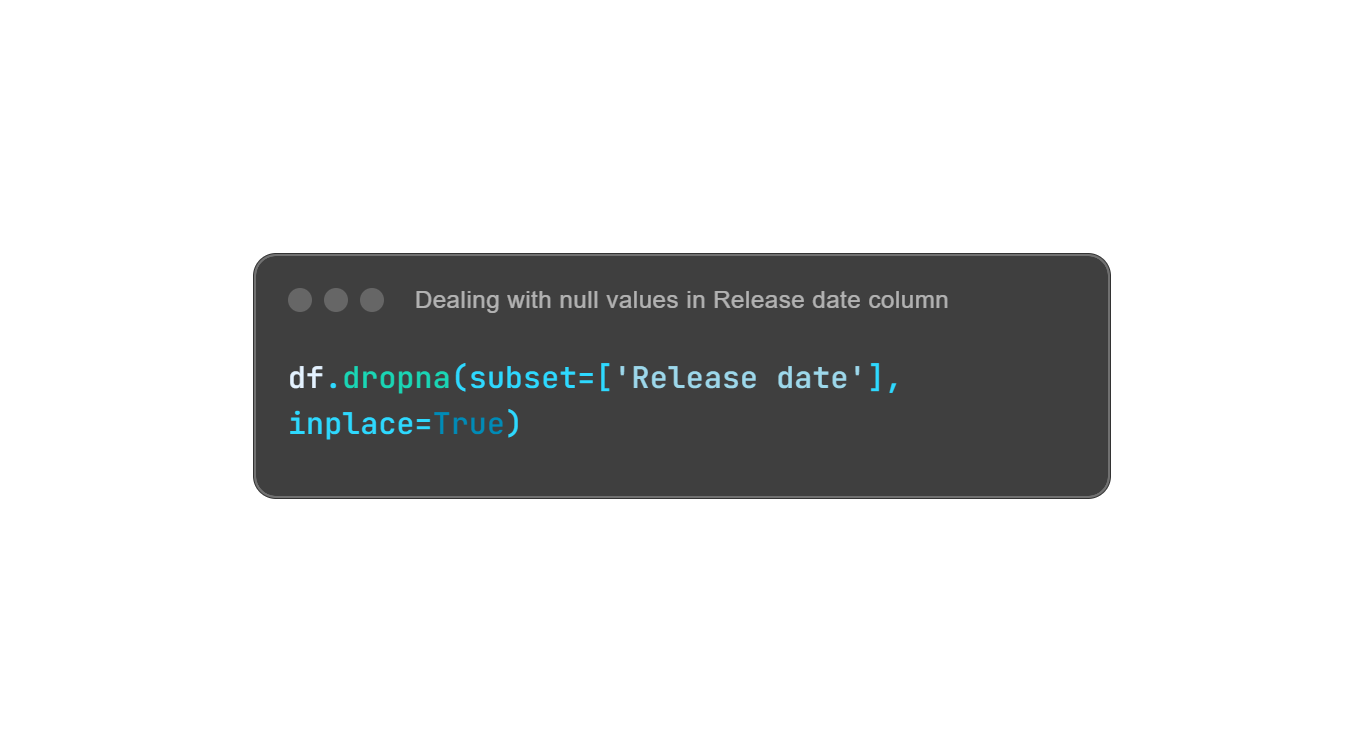 Dealing with null values in Release date column
df.dropna(subset=['Release date'],
inplace=True)